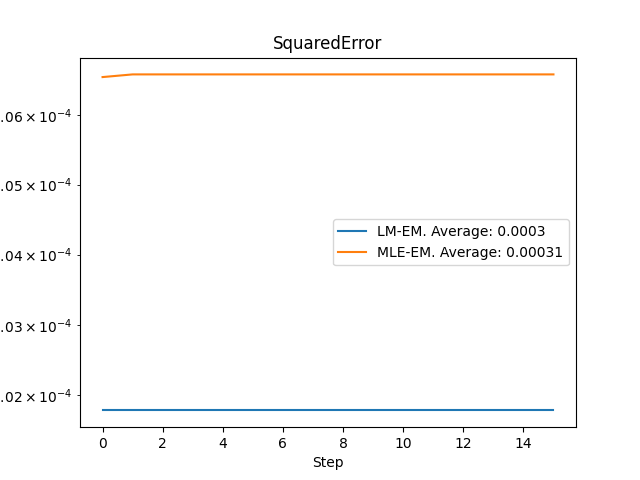 SquaredError
.06 × 10⁻⁴
.05 × 10⁻⁴
.04 × 10⁻⁴
.03 × 10⁻⁴
.02 × 10⁻⁴
LM-EM. Average: 0.0003
MLE-EM. Average: 0.00031
0 2 4 6 8 10 12 14
Step